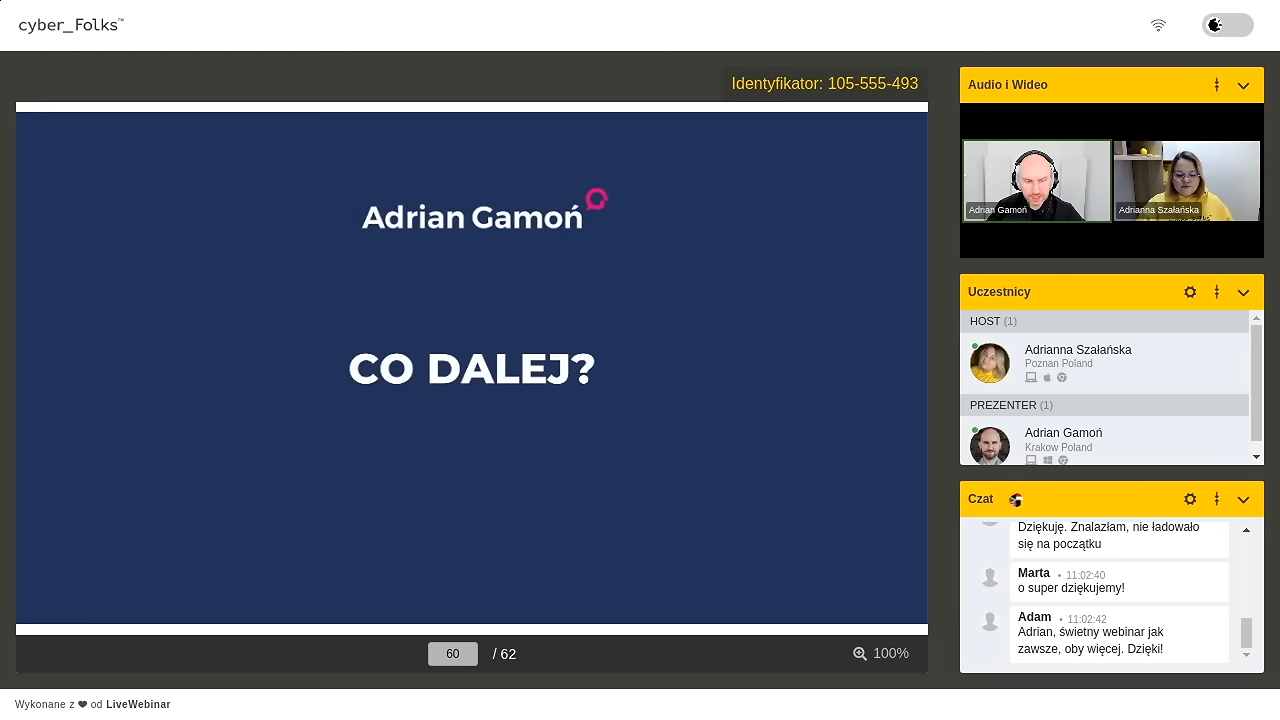 cyber_Folks™
Identyfikator: 105-555-493
Adrian Gamoń
CO DALEJ?
60 / 62
100%
Audio i Wideo
Adrian Gamoń
Adrianna Szałańska
Uczestnicy
HOST (1)
Adrianna Szałańska
Poznan Poland
PREZENTER (1)
Adrian Gamoń
Krakow Poland
Czat
Dziękuję. Znalazłam, nie ładowało
się na początku
Marta • 11:02:40
o super dziękujemy!
Adam • 11:02:42
Adrian, świetny webinar jak
zawsze, oby więcej. Dzięki!
Wykonane z ❤ od LiveWebinar